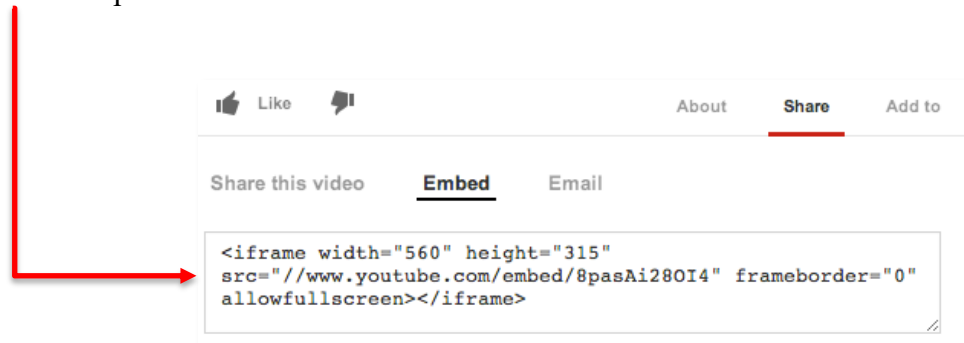 Like
About Share Add to
Share this video Embed Email
<iframe width="560" height="315"
src="//www.youtube.com/embed/8pasAi28OI4" frameborder="0"
allowfullscreen></iframe>